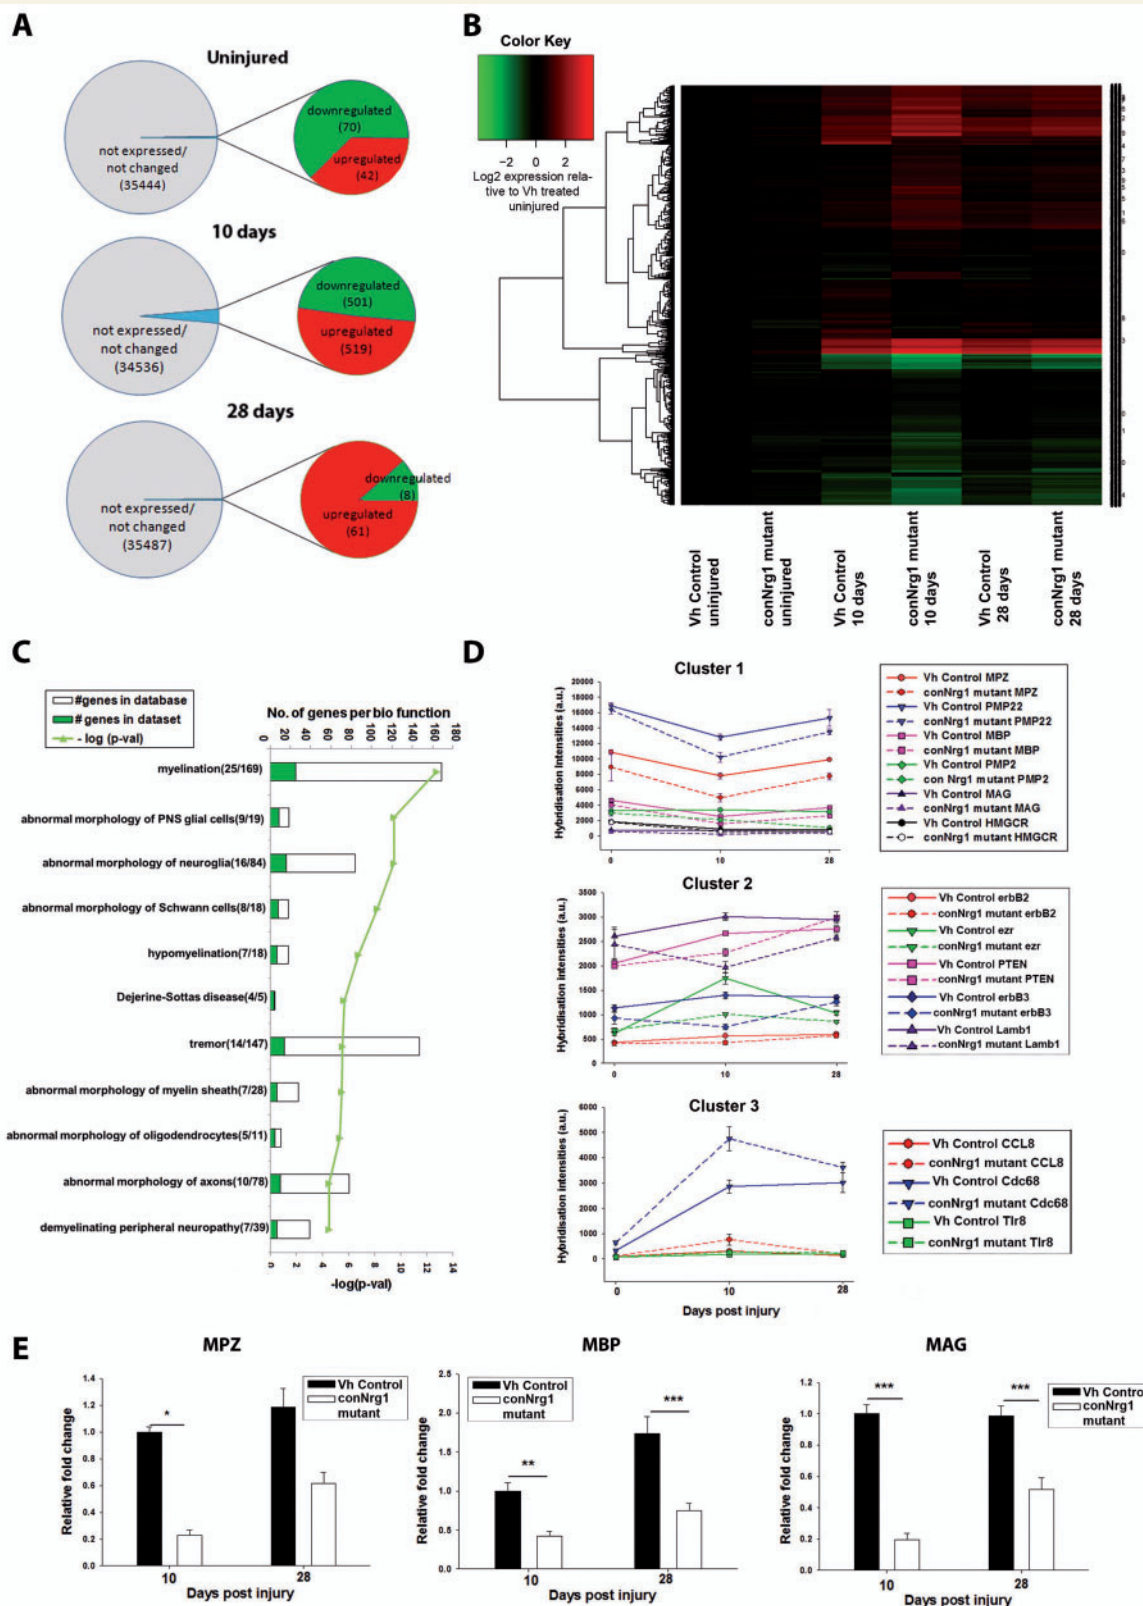 A
Uninjured
not expressed/
not changed
(35444)
downregulated
(70)
upregulated
(42)
10 days
not expressed/
not changed
(34536)
downregulated
(501)
upregulated
(519)
28 days
not expressed/
not changed
(35487)
downregulated
(8)
upregulated
(61)
B
Color Key
−2 0 2
Log2 expression rela-
tive to Vh treated
uninjured
Vh Control
uninjured
conNrg1 mutant
uninjured
Vh Control
10 days
conNrg1 mutant
10 days
Vh Control
28 days
conNrg1 mutant
28 days
C
#genes in database
# genes in dataset
- log (p-val)
No. of genes per bio function
0 20 40 60 80 100 120 140 160 180
myelination(25/169)
abnormal morphology of PNS glial cells(9/19)
abnormal morphology of neuroglia(16/84)
abnormal morphology of Schwann cells(8/18)
hypomyelination(7/18)
Dejerine-Sottas disease(4/5)
tremor(14/147)
abnormal morphology of myelin sheath(7/28)
abnormal morphology of oligodendrocytes(5/11)
abnormal morphology of axons(10/78)
demyelinating peripheral neuropathy(7/39)
0 2 4 6 8 10 12 14
-log(p-val)
D
Cluster 1
Hybridisation Intensities (a.u.)
20000
18000
16000
14000
12000
10000
8000
6000
4000
2000
0
0 10 28
Vh Control MPZ
conNrg1 mutant MPZ
Vh Control PMP22
conNrg1 mutant PMP22
Vh Control MBP
conNrg1 mutant MBP
Vh Control PMP2
con Nrg1 mutant PMP2
Vh Control MAG
conNrg1 mutant MAG
Vh Control HMGCR
conNrg1 mutant HMGCR
Cluster 2
Hybridisation Intensities (a.u.)
3500
3000
2500
2000
1500
1000
500
0
0 10 28
Vh Control erbB2
conNrg1 mutant erbB2
Vh Control ezr
conNrg1 mutant ezr
Vh Control PTEN
conNrg1 mutant PTEN
Vh Control erbB3
conNrg1 mutant erbB3
Vh Control Lamb1
conNrg1 mutant Lamb1
Cluster 3
Hybridisation Intensities (a.u.)
6000
5000
4000
3000
2000
1000
0
0 10 28
Days post injury
Vh Control CCL8
conNrg1 mutant CCL8
Vh Control Cdc68
conNrg1 mutant Cdc68
Vh Control Tlr8
conNrg1 mutant Tlr8
E
MPZ
Relative fold change
1.4
1.2
1.0
0.8
0.6
0.4
0.2
0.0
*
Vh Control
conNrg1
mutant
10 28
Days post injury
MBP
Relative fold change
2.5
2.0
1.5
1.0
0.5
0.0
Vh Control
conNrg1
mutant
**
***
10 28
Days post injury
MAG
Relative fold change
1.2
1.0
0.8
0.6
0.4
0.2
0.0
***
***
Vh Control
conNrg1
mutant
10 28
Days post injury